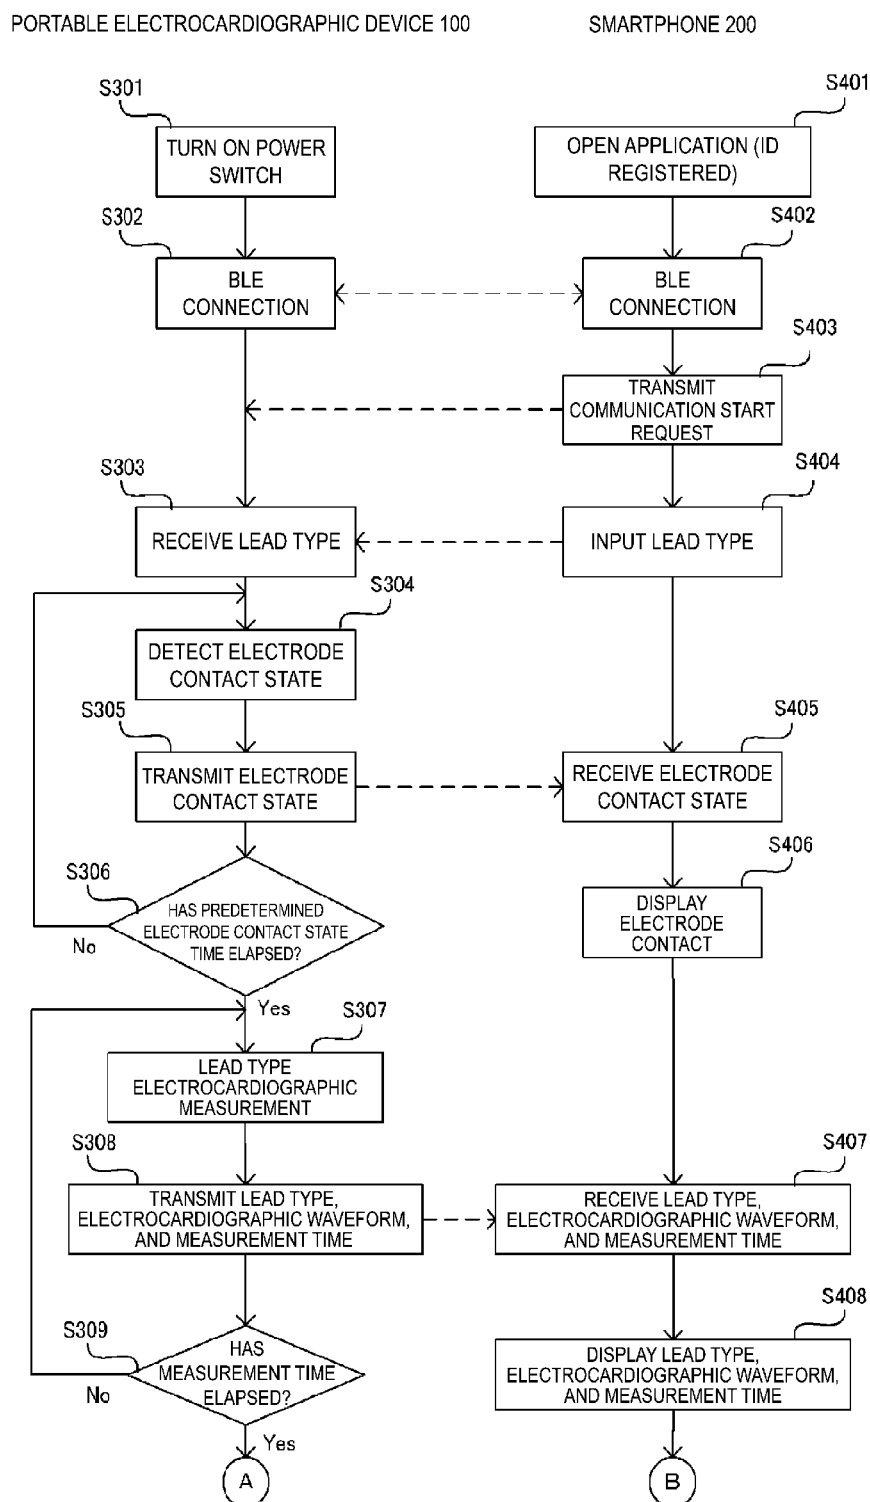 PORTABLE ELECTROCARDIOGRAPHIC DEVICE 100
SMARTPHONE 200
S301
TURN ON POWER
SWITCH
S401
OPEN APPLICATION (ID
REGISTERED)
S302
BLE
CONNECTION
S402
BLE
CONNECTION
S403
TRANSMIT
COMMUNICATION START
REQUEST
S303
RECEIVE LEAD TYPE
S404
INPUT LEAD TYPE
S304
DETECT ELECTRODE
CONTACT STATE
S305
TRANSMIT ELECTRODE
CONTACT STATE
S405
RECEIVE ELECTRODE
CONTACT STATE
S306
HAS PREDETERMINED
ELECTRODE CONTACT STATE
TIME ELAPSED?
No
Yes
S406
DISPLAY
ELECTRODE
CONTACT
S307
LEAD TYPE
ELECTROCARDIOGRAPHIC
MEASUREMENT
S308
TRANSMIT LEAD TYPE,
ELECTROCARDIOGRAPHIC WAVEFORM,
AND MEASUREMENT TIME
S407
RECEIVE LEAD TYPE,
ELECTROCARDIOGRAPHIC WAVEFORM,
AND MEASUREMENT TIME
S309
HAS
MEASUREMENT TIME
ELAPSED?
No
Yes
S408
DISPLAY LEAD TYPE,
ELECTROCARDIOGRAPHIC WAVEFORM,
AND MEASUREMENT TIME
A
B